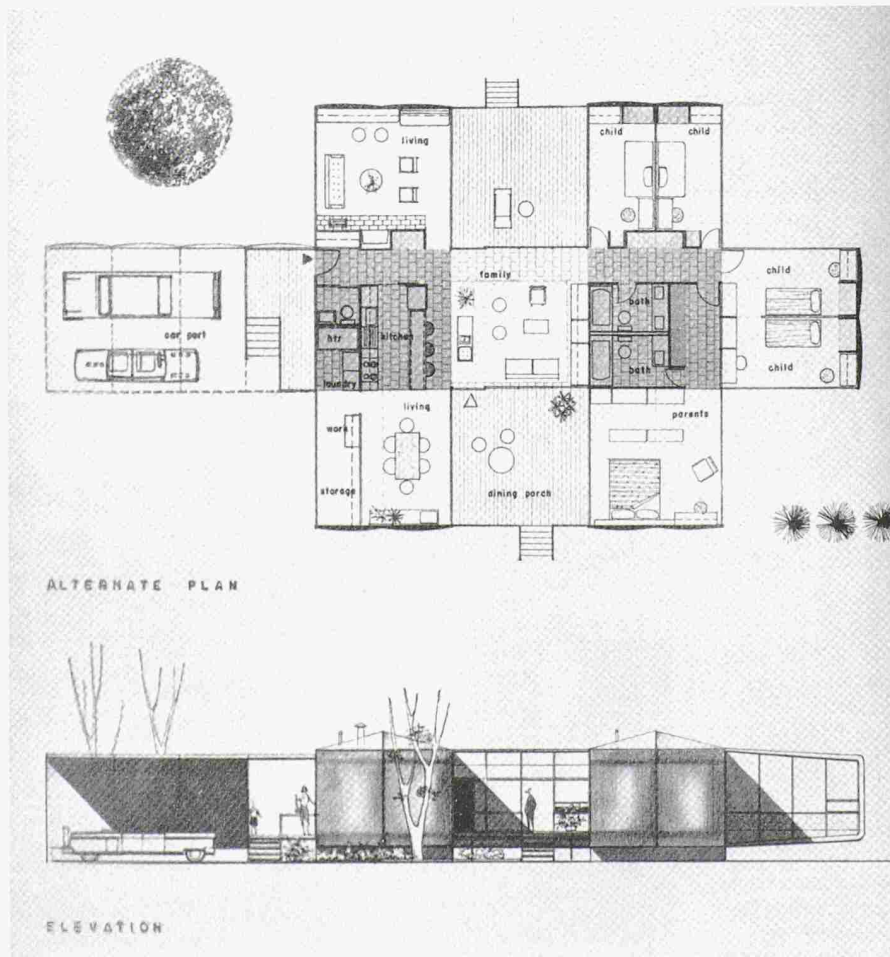 living
child child
family
child
bath
car port
htr kitchen
bath
laundry
child
living
parents
work
storage
dining porch
ALTERNATE PLAN
ELEVATION